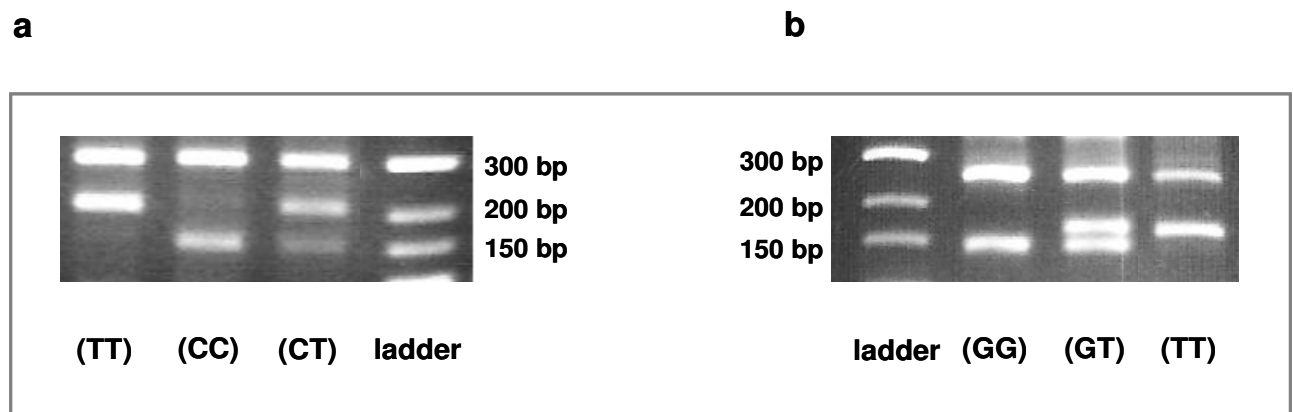 a
300 bp
200 bp
150 bp
(TT) (CC) (CT) ladder
b
300 bp
200 bp
150 bp
ladder (GG) (GT) (TT)